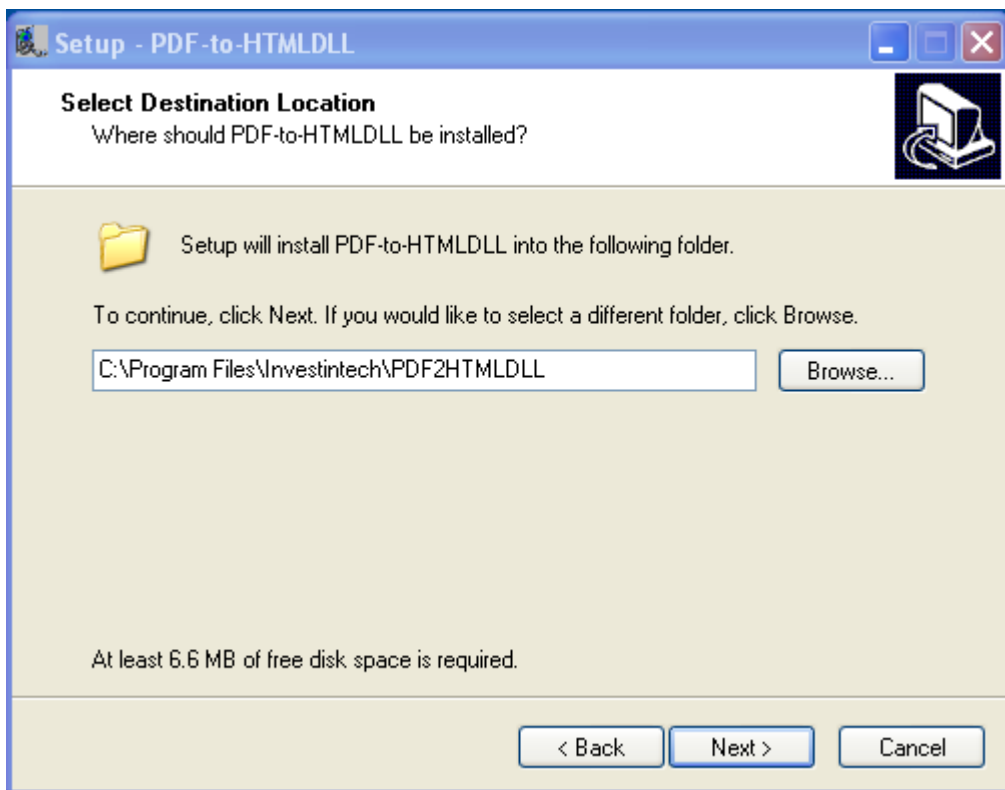 Setup - PDF-to-HTMLDLL
Select Destination Location
Where should PDF-to-HTMLDLL be installed?
Setup will install PDF-to-HTMLDLL into the following folder.
To continue, click Next. If you would like to select a different folder, click Browse.
C:\Program Files\Investintech\PDF2HTMLDLL
Browse...
At least 6.6 MB of free disk space is required.
< Back
Next >
Cancel